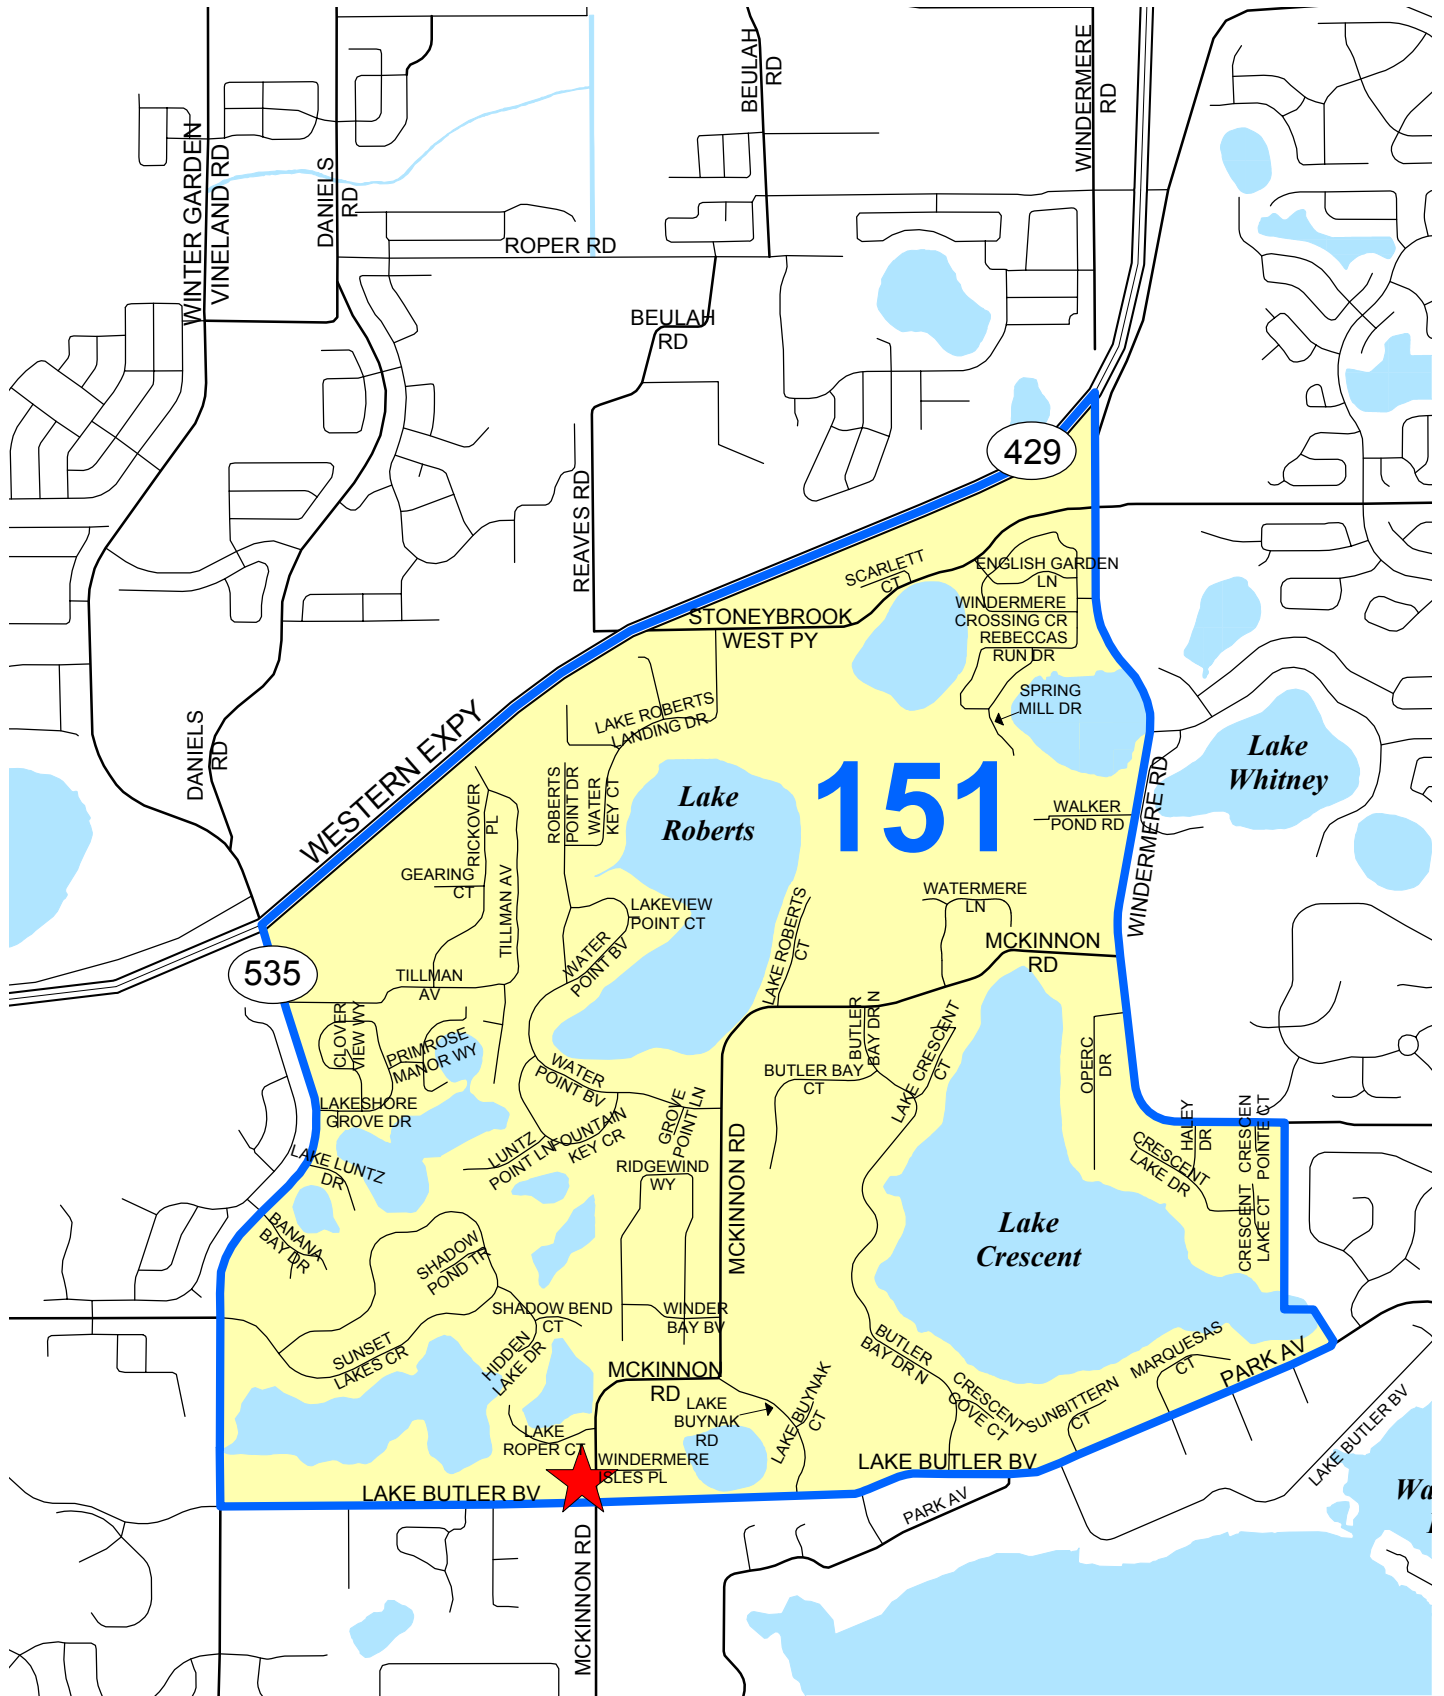 WINTER GARDEN
VINELAND RD
DANIELS
RD
BEULAH
RD
WINDERMERE
RD
ROPER RD
BEULAH
RD
REAVES RD
429
SCARLETT
CT
ENGLISH GARDEN
LN
WINDERMERE
CROSSING CR
REBECCAS
RUN DR
STONEYBROOK
WEST PY
SPRING
MILL DR
LAKE ROBERTS
LANDING DR
DANIELS
RD
WESTERN EXPY
Lake
Whitney
Lake
Roberts
151
ROBERTS
POINT DR
WATER
KEY CT
RICKOVER
PL
WALKER
POND RD
WINDERMERE RD
GEARING
CT
TILLMAN AV
LAKEVIEW
POINT CT
WATERMERE
LN
LAKE ROBERTS
CT
WATER
POINT BV
MCKINNON
RD
535
TILLMAN
AV
CLOVER
VIEW WY
PRIMROSE
MANOR WY
BUTLER
BAY DR N
LAKE CRESCENT
CT
BUTLER BAY
CT
OPERC
DR
WATER
POINT BV
GROVE
POINT LN
LAKESHORE
GROVE DR
LUNTZ
POINT LN
FOUNTAIN
KEY CR
HALEY
DR
CRESCEN
POINTE CT
CRESCENT
LAKE DR
LAKE LUNTZ
DR
RIDGEWIND
WY
MCKINNON RD
CRESCENT
LAKE CT
BANANA
BAY DR
SHADOW
POND TR
Lake
Crescent
SHADOW BEND
CT
WINDER
BAY BV
SUNSET
LAKES CR
HIDDEN
LAKE DR
MCKINNON
RD
BUTLER
BAY DR N
MARQUESAS
CT
PARK AV
CRESCENT
COVE CT
SUNBITTERN
CT
LAKE
BUYNAK
RD
LAKE BUYNAK
CT
LAKE
ROPER CT
WINDERMERE
ISLES PL
LAKE BUTLER BV
LAKE BUTLER BV
LAKE BUTLER BV
PARK AV
MCKINNON RD
Wa